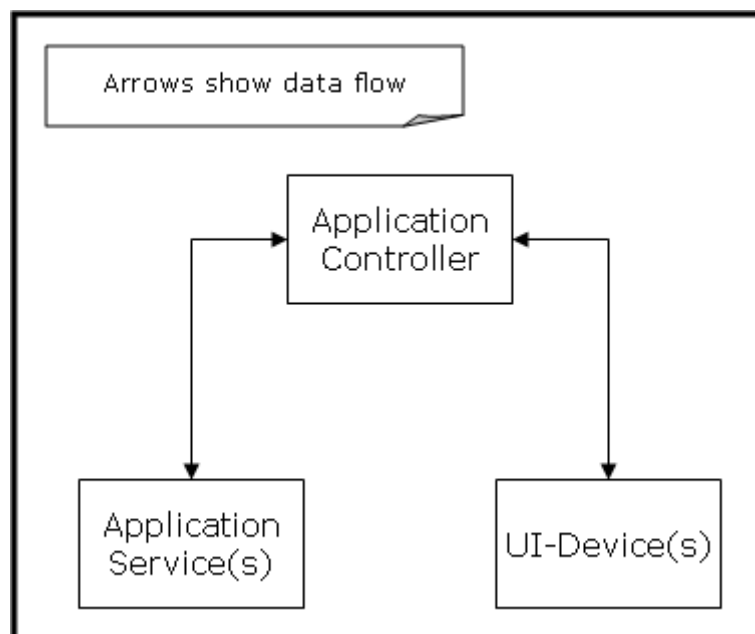 Arrows show data flow
Application
Controller
Application
Service(s)
UI-Device(s)